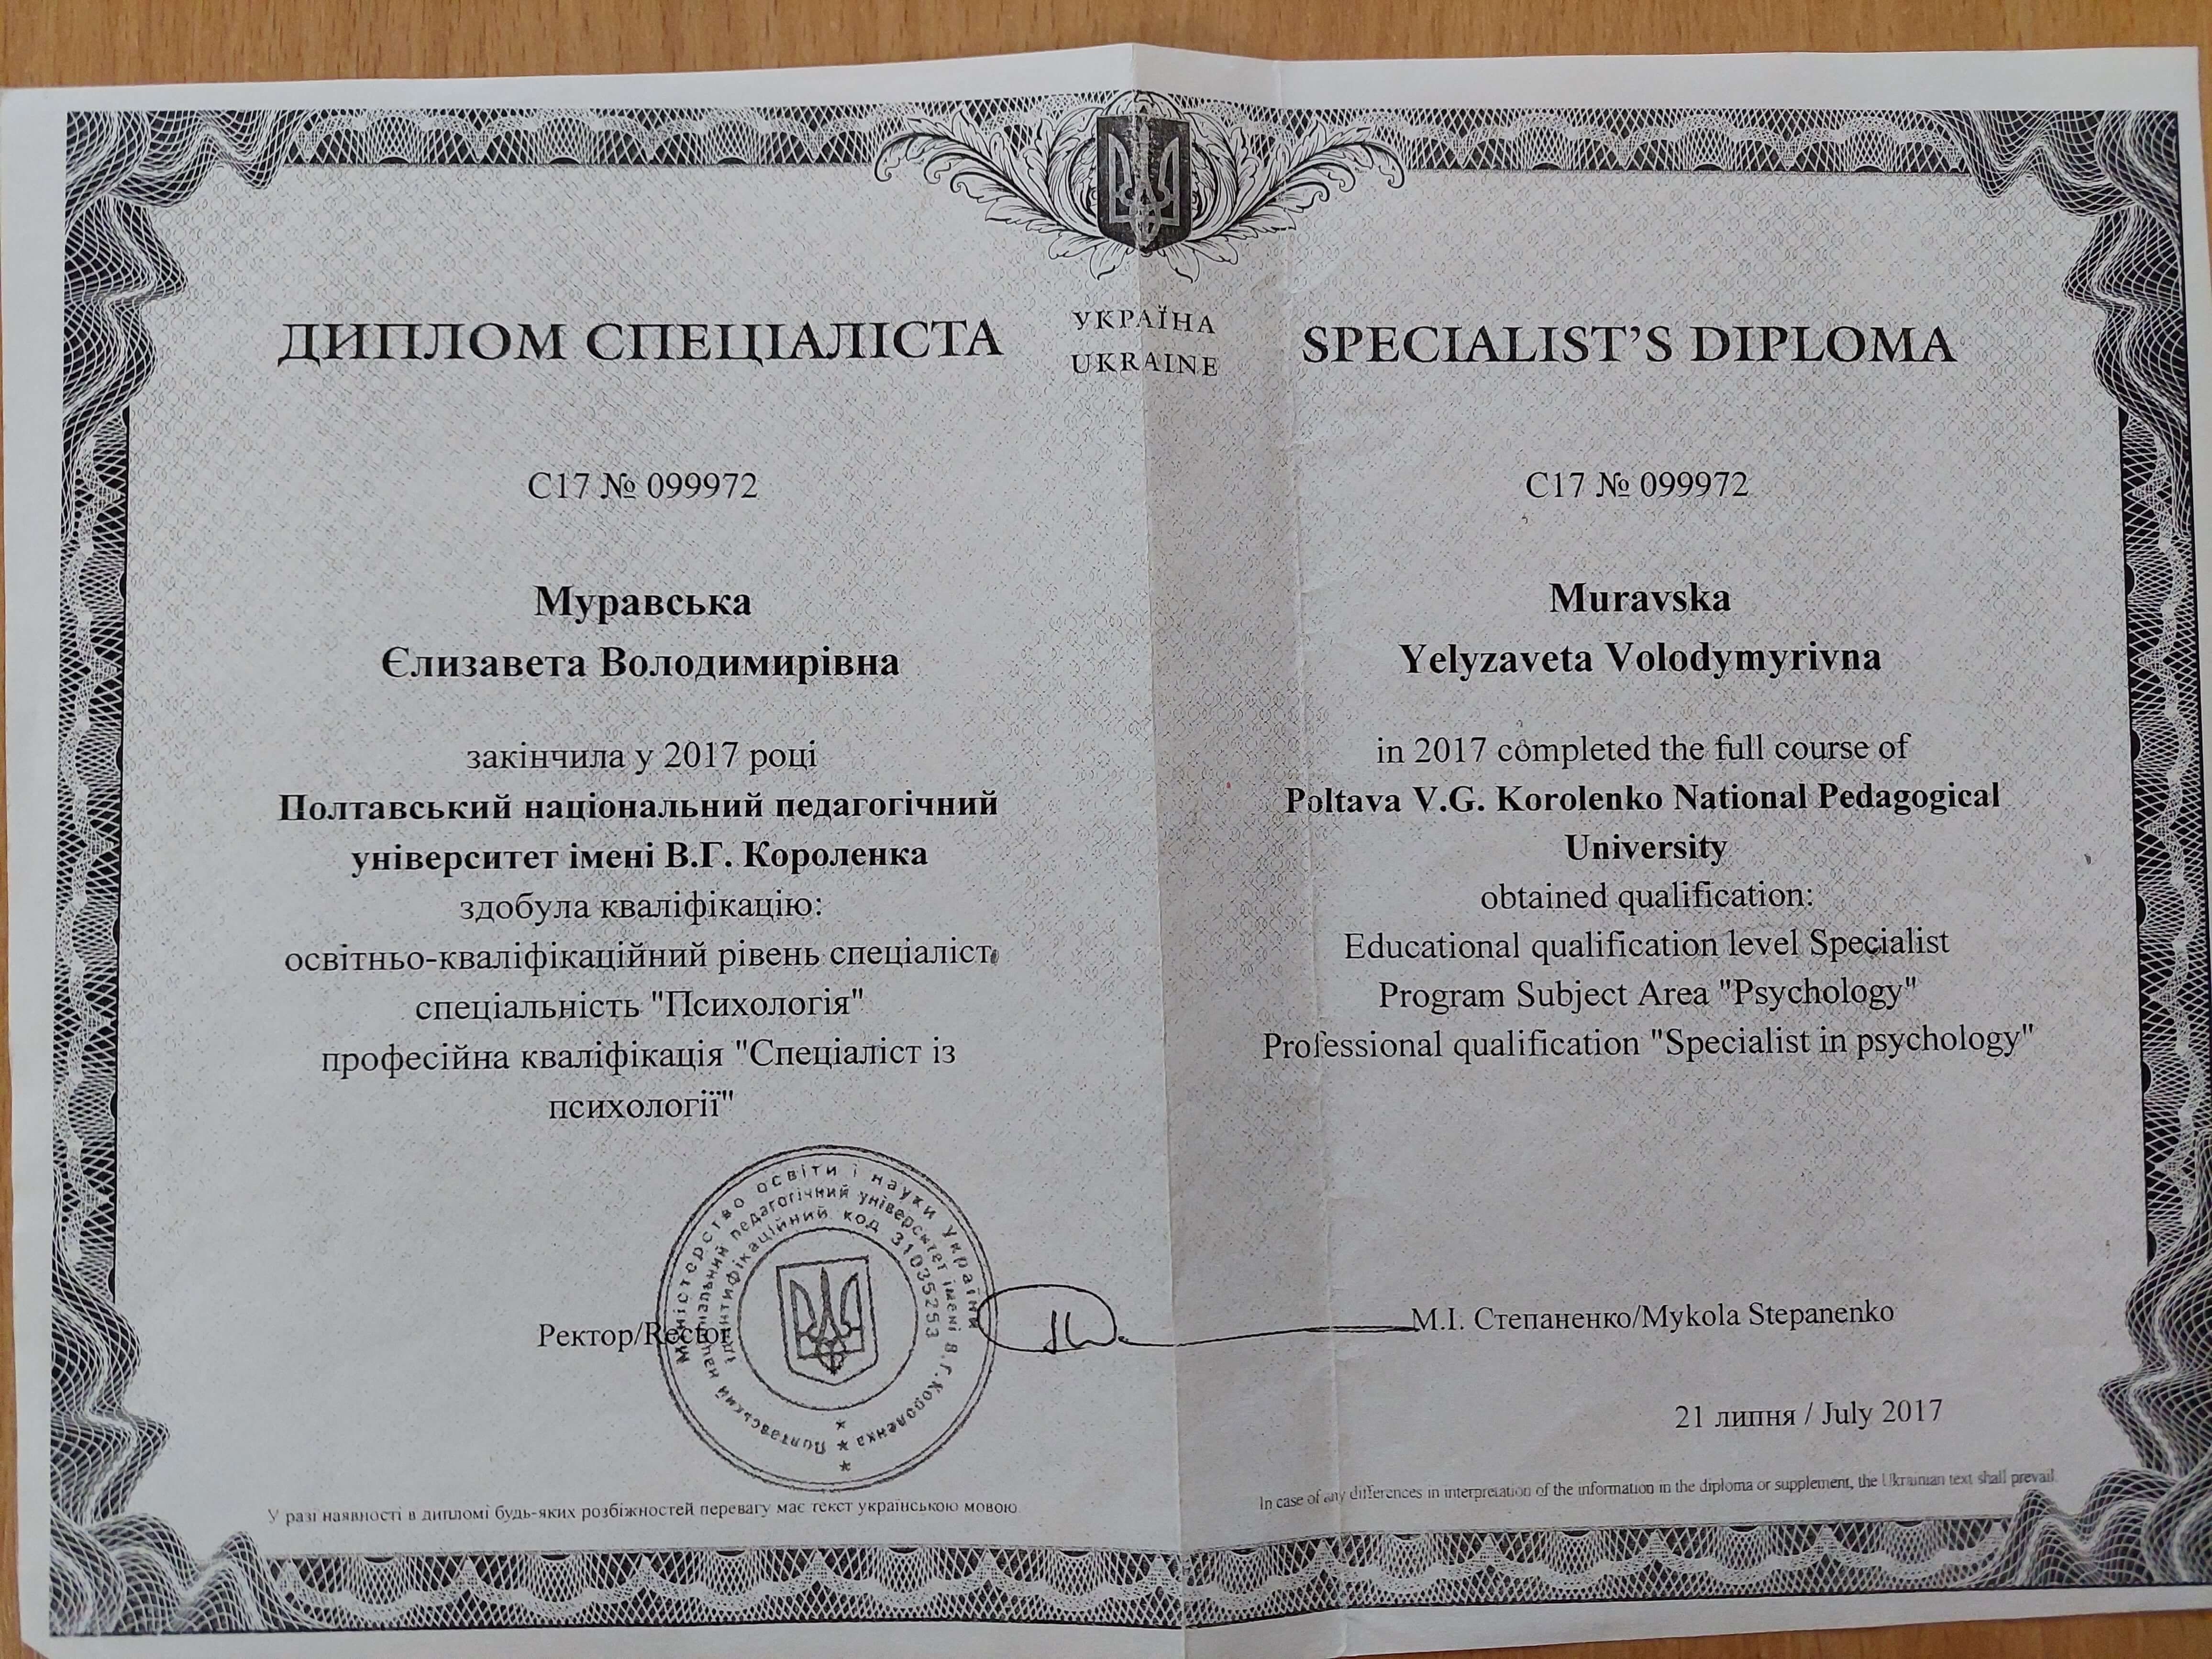 УКРАЇНА
UKRAINE
ДИПЛОМ СПЕЦІАЛІСТА
С17 № 099972
Муравська
Єлизавета Володимирівна
закінчила у 2017 році
Полтавський національний педагогічний
університет імені В.Г. Короленка
здобула кваліфікацію:
освітньо-кваліфікаційний рівень спеціаліст
спеціальність "Психологія"
професійна кваліфікація "Спеціаліст із
психології"
Ректор/Rector
Міністерство освіти і науки України
Полтавський національний педагогічний університет імені В.Г.Короленка
Ідентифікаційний код 31035253
У разі наявності в дипломі будь-яких розбіжностей перевагу має текст українською мовою.
SPECIALIST'S DIPLOMA
C17 № 099972
Muravska
Yelyzaveta Volodymyrivna
in 2017 completed the full course of
Poltava V.G. Korolenko National Pedagogical
University
obtained qualification:
Educational qualification level Specialist
Program Subject Area "Psychology"
Professional qualification "Specialist in psychology"
М.І. Степаненко/Mykola Stepanenko
21 липня / July 2017
In case of any differences in interpretation of the information in the diploma or supplement, the Ukrainian text shall prevail.